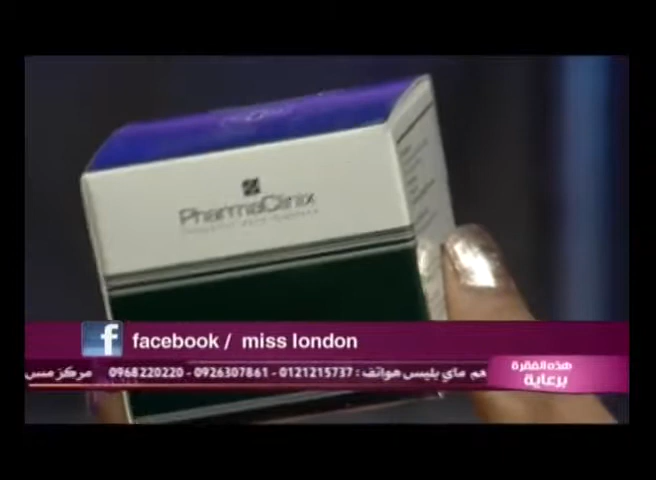 PharmaClinix
facebook / miss london
هذه الفقرة
برعاية
هم ماي بليس هواتف : 0121215737 - 0926307861 - 0968220220 مركز مس